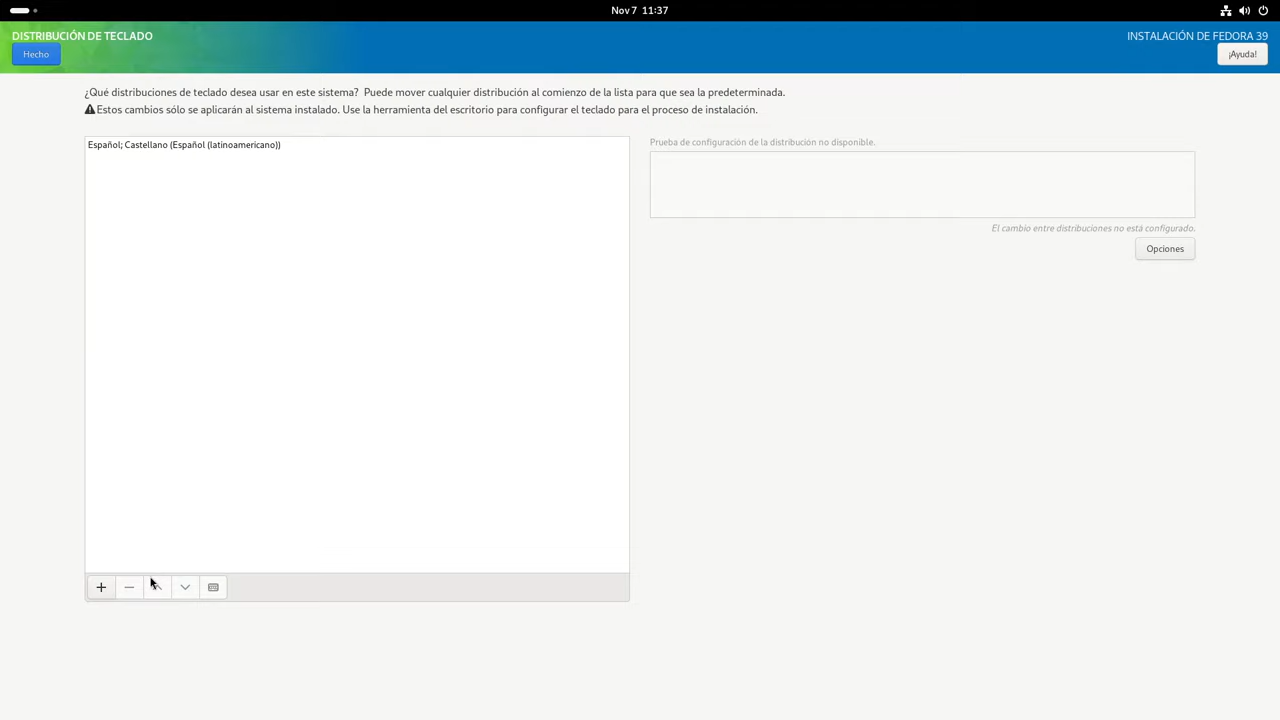 Nov 7 11:37
DISTRIBUCIÓN DE TECLADO
INSTALACIÓN DE FEDORA 39
Hecho
¡Ayuda!
¿Qué distribuciones de teclado desea usar en este sistema? Puede mover cualquier distribución al comienzo de la lista para que sea la predeterminada.
Estos cambios sólo se aplicarán al sistema instalado. Use la herramienta del escritorio para configurar el teclado para el proceso de instalación.
Español; Castellano (Español (latinoamericano))
Prueba de configuración de la distribución no disponible.
El cambio entre distribuciones no está configurado.
Opciones